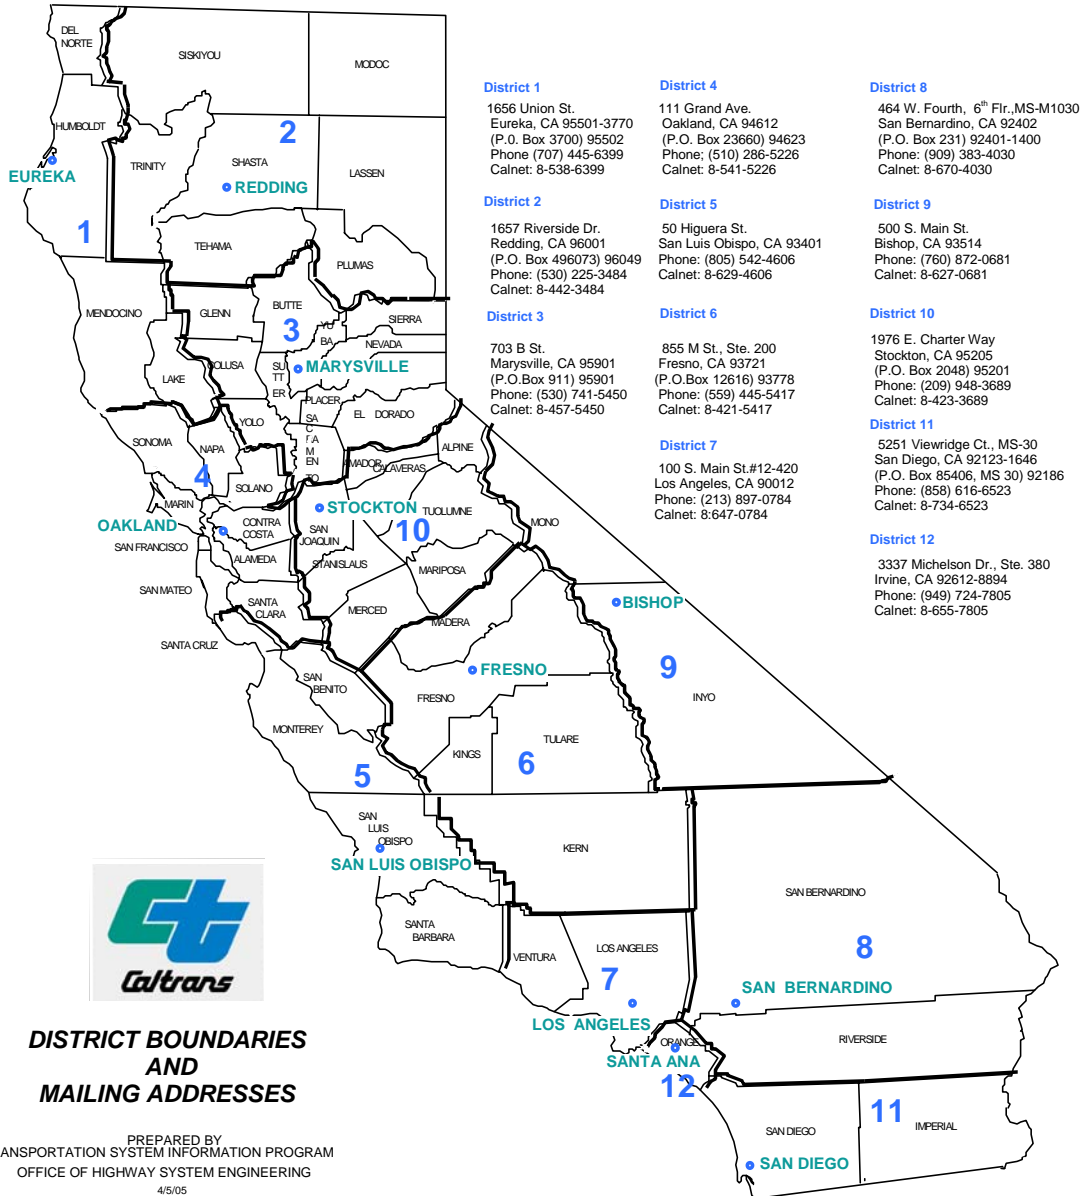 DEL
NORTE
SISKIYOU
MODOC
HUMBOLDT
2
TRINITY
SHASTA
LASSEN
EUREKA
REDDING
1
TEHAMA
PLUMAS
MENDOCINO
GLENN
BUTTE
SIERRA
3
YU
BA
NEVADA
COLUSA
SU
TT
ER
MARYSVILLE
LAKE
PLACER
EL DORADO
YOLO
SA
C
RA
M
EN
TO
SONOMA
NAPA
ALPINE
AMADOR
CALAVERAS
4
SOLANO
MARIN
STOCKTON
TUOLUMNE
OAKLAND
CONTRA
COSTA
SAN
JOAQUIN
10
MONO
SAN FRANCISCO
ALAMEDA
STANISLAUS
MARIPOSA
SAN MATEO
SANTA
CLARA
MERCED
BISHOP
MADERA
SANTA CRUZ
SAN
BENITO
FRESNO
9
FRESNO
INYO
MONTEREY
TULARE
KINGS
6
5
SAN
LUIS
OBISPO
KERN
SAN LUIS OBISPO
SAN BERNARDINO
SANTA
BARBARA
VENTURA
LOS ANGELES
8
7
SAN BERNARDINO
LOS ANGELES
ORANGE
RIVERSIDE
SANTA ANA
12
11
SAN DIEGO
IMPERIAL
SAN DIEGO
District 1
1656 Union St.
Eureka, CA 95501-3770
(P.0. Box 3700) 95502
Phone (707) 445-6399
Calnet: 8-538-6399
District 2
1657 Riverside Dr.
Redding, CA 96001
(P.O. Box 496073) 96049
Phone: (530) 225-3484
Calnet: 8-442-3484
District 3
703 B St.
Marysville, CA 95901
(P.O.Box 911) 95901
Phone: (530) 741-5450
Calnet: 8-457-5450
District 4
111 Grand Ave.
Oakland, CA 94612
(P.O. Box 23660) 94623
Phone; (510) 286-5226
Calnet: 8-541-5226
District 5
50 Higuera St.
San Luis Obispo, CA 93401
Phone: (805) 542-4606
Calnet: 8-629-4606
District 6
855 M St., Ste. 200
Fresno, CA 93721
(P.O.Box 12616) 93778
Phone: (559) 445-5417
Calnet: 8-421-5417
District 7
100 S. Main St.#12-420
Los Angeles, CA 90012
Phone: (213) 897-0784
Calnet: 8:647-0784
District 8
464 W. Fourth, 6th Flr.,MS-M1030
San Bernardino, CA 92402
(P.O. Box 231) 92401-1400
Phone: (909) 383-4030
Calnet: 8-670-4030
District 9
500 S. Main St.
Bishop, CA 93514
Phone: (760) 872-0681
Calnet: 8-627-0681
District 10
1976 E. Charter Way
Stockton, CA 95205
(P.O. Box 2048) 95201
Phone: (209) 948-3689
Calnet: 8-423-3689
District 11
5251 Viewridge Ct., MS-30
San Diego, CA 92123-1646
(P.O. Box 85406, MS 30) 92186
Phone: (858) 616-6523
Calnet: 8-734-6523
District 12
3337 Michelson Dr., Ste. 380
Irvine, CA 92612-8894
Phone: (949) 724-7805
Calnet: 8-655-7805
Caltrans
DISTRICT BOUNDARIES
AND
MAILING ADDRESSES
PREPARED BY
ANSPORTATION SYSTEM INFORMATION PROGRAM
OFFICE OF HIGHWAY SYSTEM ENGINEERING
4/5/05